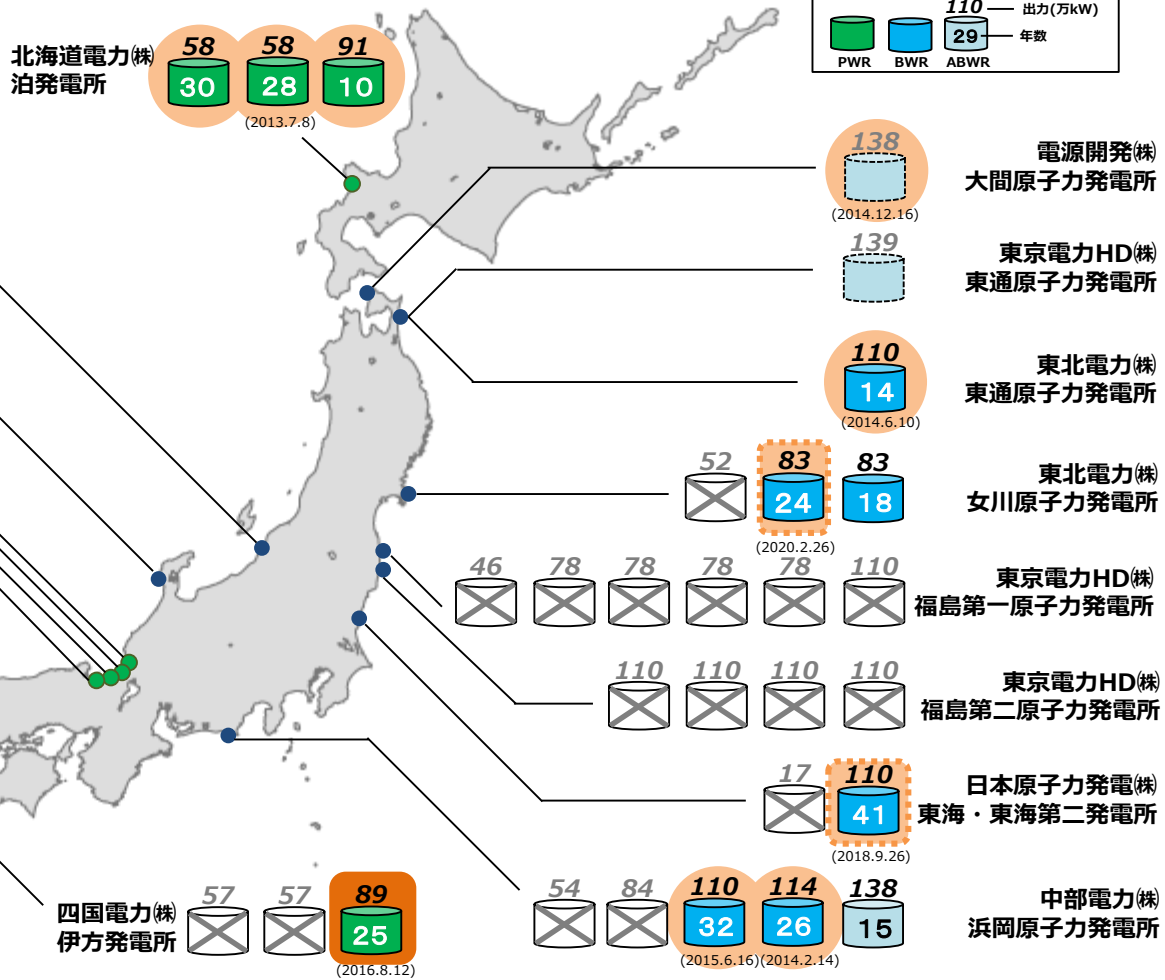 110 出力(万kW)
29 年数
PWR BWR ABWR
北海道電力㈱
泊発電所
58 58 91
30 28 10
(2013.7.8)
138
(2014.12.16)
電源開発㈱
大間原子力発電所
139
東京電力HD㈱
東通原子力発電所
110
14
(2014.6.10)
東北電力㈱
東通原子力発電所
52 83 83
24 18
(2020.2.26)
東北電力㈱
女川原子力発電所
46 78 78 78 78 110
東京電力HD㈱
福島第一原子力発電所
110 110 110 110
東京電力HD㈱
福島第二原子力発電所
17 110
41
(2018.9.26)
日本原子力発電㈱
東海・東海第二発電所
54 84 110 114 138
32 26 15
(2015.6.16)(2014.2.14)
中部電力㈱
浜岡原子力発電所
四国電力㈱
伊方発電所
57 57 89
25
(2016.8.12)